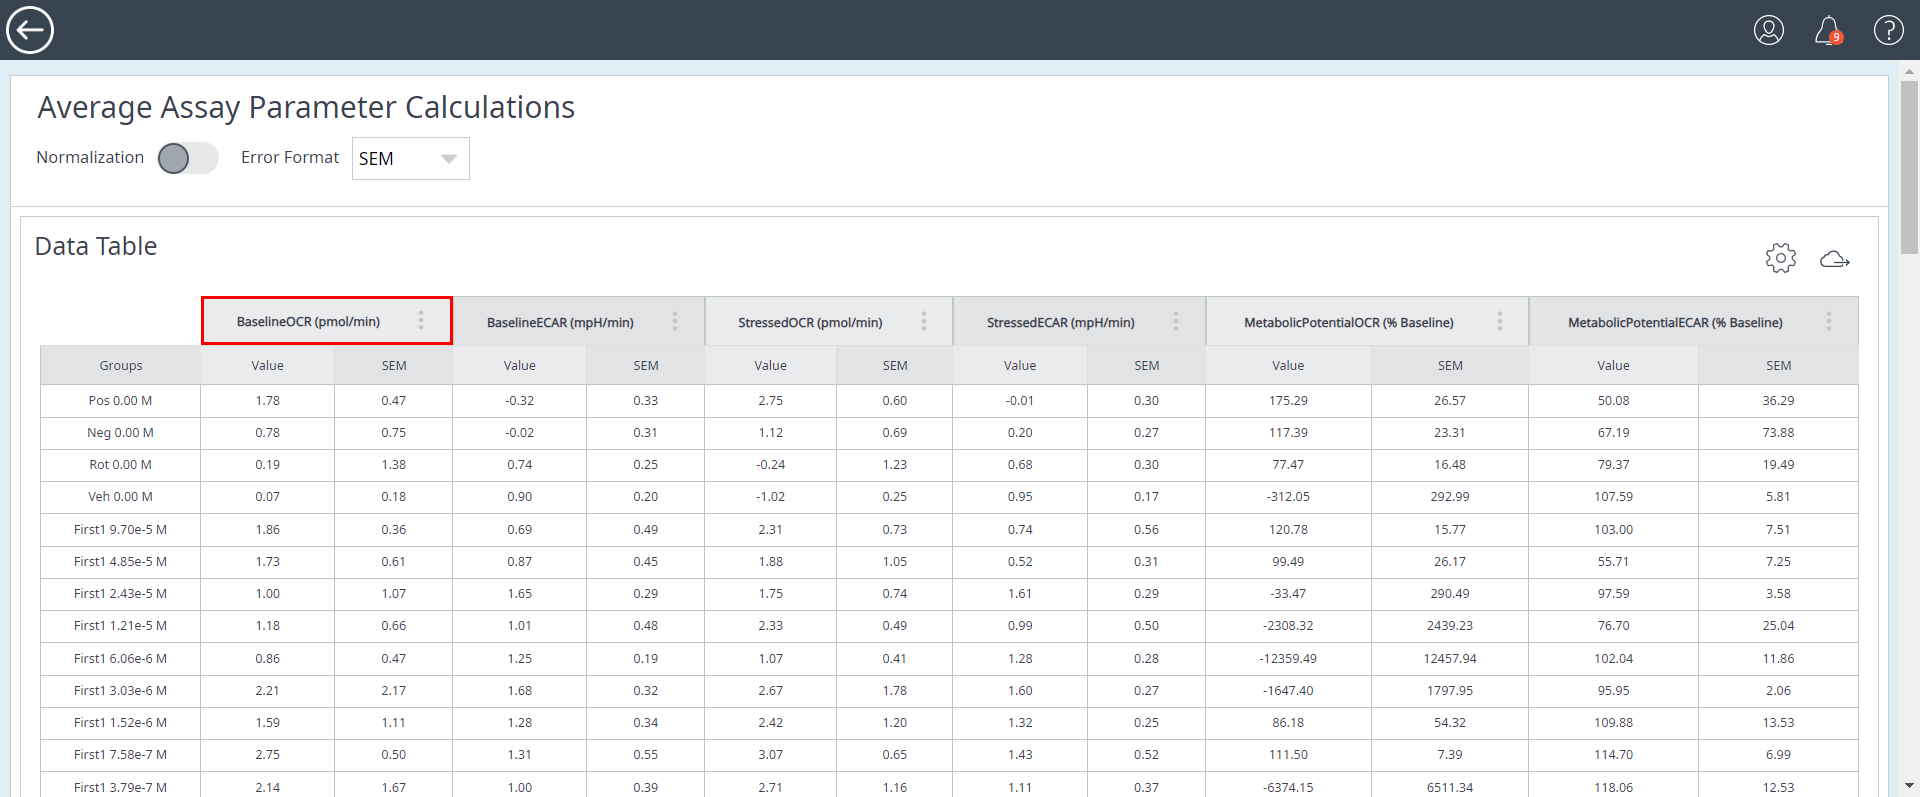 9
?
Average Assay Parameter Calculations
Normalization Error Format SEM
Data Table
BaselineOCR (pmol/min) BaselineECAR (mpH/min) StressedOCR (pmol/min) StressedECAR (mpH/min) MetabolicPotentialOCR (% Baseline) MetabolicPotentialECAR (% Baseline)
Groups Value SEM Value SEM Value SEM Value SEM Value SEM Value SEM
Pos 0.00 M 1.78 0.47 -0.32 0.33 2.75 0.60 -0.01 0.30 175.29 26.57 50.08 36.29
Neg 0.00 M 0.78 0.75 -0.02 0.31 1.12 0.69 0.20 0.27 117.39 23.31 67.19 73.88
Rot 0.00 M 0.19 1.38 0.74 0.25 -0.24 1.23 0.68 0.30 77.47 16.48 79.37 19.49
Veh 0.00 M 0.07 0.18 0.90 0.20 -1.02 0.25 0.95 0.17 -312.05 292.99 107.59 5.81
First1 9.70e-5 M 1.86 0.36 0.69 0.49 2.31 0.73 0.74 0.56 120.78 15.77 103.00 7.51
First1 4.85e-5 M 1.73 0.61 0.87 0.45 1.88 1.05 0.52 0.31 99.49 26.17 55.71 7.25
First1 2.43e-5 M 1.00 1.07 1.65 0.29 1.75 0.74 1.61 0.29 -33.47 290.49 97.59 3.58
First1 1.21e-5 M 1.18 0.66 1.01 0.48 2.33 0.49 0.99 0.50 -2308.32 2439.23 76.70 25.04
First1 6.06e-6 M 0.86 0.47 1.25 0.19 1.07 0.41 1.28 0.28 -12359.49 12457.94 102.04 11.86
First1 3.03e-6 M 2.21 2.17 1.68 0.32 2.67 1.78 1.60 0.27 -1647.40 1797.95 95.95 2.06
First1 1.52e-6 M 1.59 1.11 1.28 0.34 2.42 1.20 1.32 0.25 86.18 54.32 109.88 13.53
First1 7.58e-7 M 2.75 0.50 1.31 0.55 3.07 0.65 1.43 0.52 111.50 7.39 114.70 6.99
First1 3.79e-7 M 2.14 1.67 1.00 0.39 2.71 1.16 1.11 0.37 -6374.15 6511.34 118.06 12.53